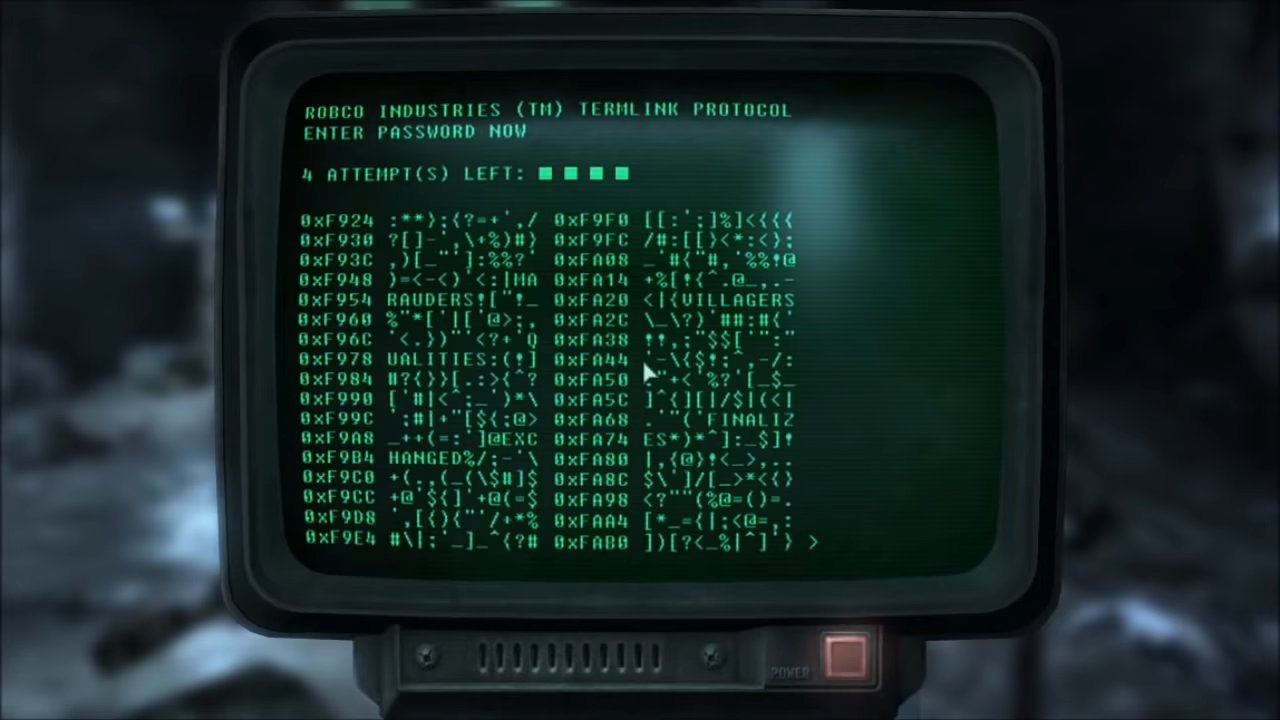 ROBCO INDUSTRIES (TM) TERMLINK PROTOCOL
ENTER PASSWORD NOW
4 ATTEMPT(S) LEFT: ■ ■ ■ ■
0xF924 :**};{?=+',/ 0xF9F0 [[:';]%]<{{{
0xF930 ?[]-',\+%)#} 0xF9FC /#:[[}<*:<};
0xF93C ,)[_"']:%%?' 0xFA08 _'#{"#,'%%!@
0xF948 )=<-<)'<:|MA 0xFA14 +%[!{^.@_,.-
0xF954 RAUDERS![“!_ 0xFA20 <|{VILLAGERS
0xF960 %"*['|['@>;, 0xFA2C \_\?)'##:#{'
0xF96C '<.})"'<?+'Q 0xFA38 !!,;"$$['":"
0xF978 UALITIES:(!] 0xFA44 '-\{$!;^,-/:
0xF984 #?{}}[.:>{^? 0xFA50 "+<'%?'[_$_
0xF990 ['#|<^;_')*\ 0xFA5C ]^{][|/$|(<|
0xF99C ':#|+"[${;@> 0xFA68 .'"('FINALIZ
0xF9A8 _++(=:']@EXC 0xFA74 ES*)*^]:_$]!
0xF9B4 HANGED%/;-'\ 0xFA80 |,{@}!<_>,..
0xF9C0 +(.,(_(\$#]$ 0xFA8C $\']/[_>*<{}
0xF9CC +@'${]'+@(=$ 0xFA98 <?""(%@=()=.
0xF9D8 ',[{){"'/+*% 0xFAA4 [*_={|;<@=,:
0xF9E4 #\|;'_]_^{?# 0xFAB0 ])[?<_%|^]'} >
POWER